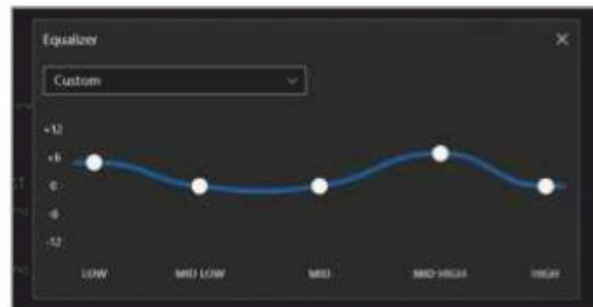 Equalizer
Custom
+12
+6
0
-6
-12
LOW
MID LOW
MID
MID HIGH
HIGH